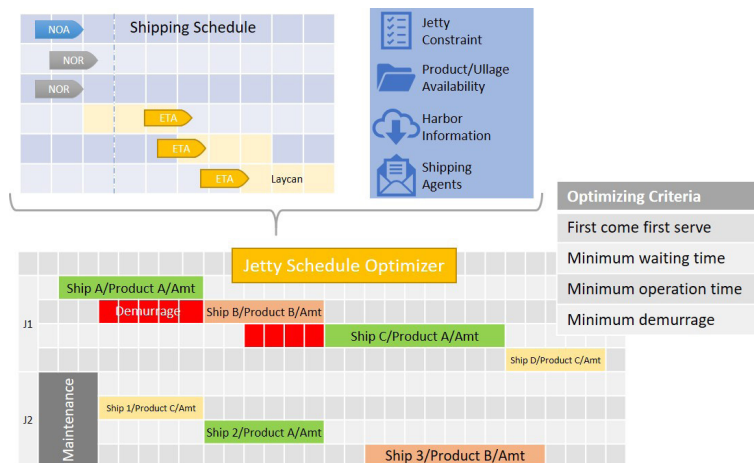 Shipping Schedule
NOA
NOR
NOR
ETA
ETA
ETA
Laycan
Jetty
Constraint
Product/Ullage
Availability
Harbor
Information
Shipping
Agents
Optimizing Criteria
First come first serve
Minimum waiting time
Minimum operation time
Minimum demurrage
Jetty Schedule Optimizer
J1
Ship A/Product A/Amt
Demurrage
Ship B/Product B/Amt
Ship C/Product A/Amt
Ship D/Product C/Amt
J2
Maintenance
Ship 1/Product C/Amt
Ship 2/Product A/Amt
Ship 3/Product B/Amt